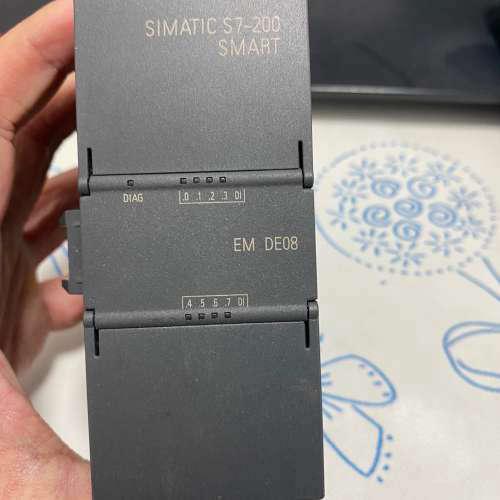 SIMATIC S7-200
SMART
DIAG
.0 .1 .2 .3 DI
EM DE08
.4 .5 .6 .7 DI